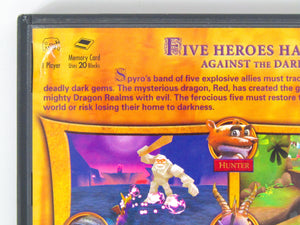 1 Player
Memory Card
Uses 20 Blocks
FIVE HEROES HA
AGAINST THE DAR
Spyro's band of five explosive allies must trac
deadly dark gems. The mysterious dragon, Red, has created the g
mighty Dragon Realms with evil. The ferocious five must restore
world or risk losing their home to darkness.
HUNTER